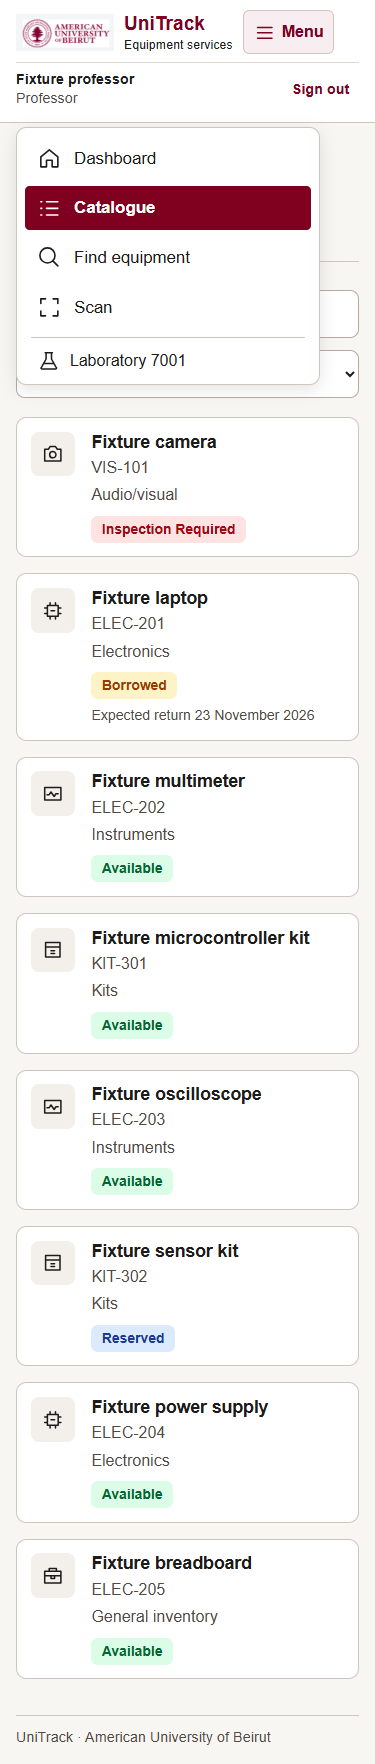 AMERICAN
UNIVERSITY
OF BEIRUT
UniTrack
Equipment services
Menu
Fixture professor
Professor
Sign out
Dashboard
Catalogue
Find equipment
Scan
Laboratory 7001
Fixture camera
VIS-101
Audio/visual
Inspection Required
Fixture laptop
ELEC-201
Electronics
Borrowed
Expected return 23 November 2026
Fixture multimeter
ELEC-202
Instruments
Available
Fixture microcontroller kit
KIT-301
Kits
Available
Fixture oscilloscope
ELEC-203
Instruments
Available
Fixture sensor kit
KIT-302
Kits
Reserved
Fixture power supply
ELEC-204
Electronics
Available
Fixture breadboard
ELEC-205
General inventory
Available
UniTrack · American University of Beirut